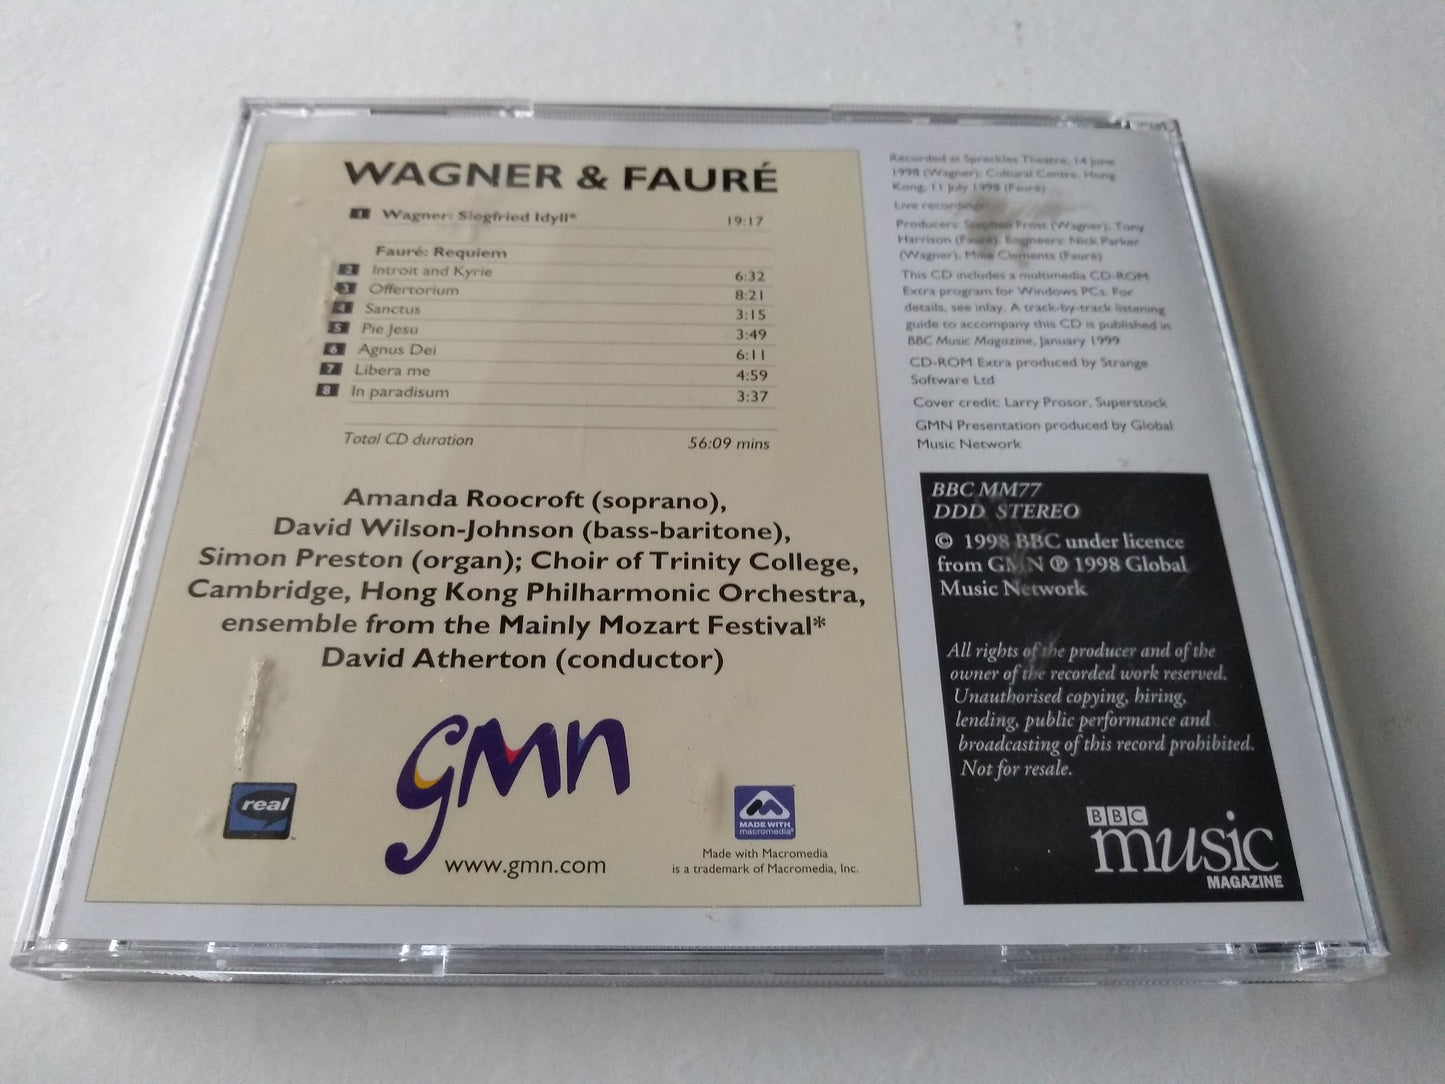 WAGNER & FAURÉ
1 Wagner: Siegfried Idyll* 19:17
Fauré: Requiem
2 Introit and Kyrie 6:32
3 Offertorium 8:21
4 Sanctus 3:15
5 Pie Jesu 3:49
6 Agnus Dei 6:11
7 Libera me 4:59
8 In paradisum 3:37
Total CD duration 56:09 mins
Amanda Roocroft (soprano),
David Wilson-Johnson (bass-baritone),
Simon Preston (organ); Choir of Trinity College,
Cambridge, Hong Kong Philharmonic Orchestra,
ensemble from the Mainly Mozart Festival*
David Atherton (conductor)
real
gmn
www.gmn.com
MADE WITH
macromedia
Made with Macromedia
is a trademark of Macromedia, Inc.
Recorded at Spreckles Theatre, 14 June
1998 (Wagner); Cultural Centre, Hong
Kong, 11 July 1998 (Fauré)
Live recordings
Producers: Stephen Frost (Wagner); Tony
Harrison (Fauré). Engineers: Nick Parker
(Wagner), Mike Clements (Fauré)
This CD includes a multimedia CD-ROM
Extra program for Windows PCs. For
details, see inlay. A track-by-track listening
guide to accompany this CD is published in
BBC Music Magazine, January 1999
CD-ROM Extra produced by Strange
Software Ltd
Cover credit: Larry Prosor, Superstock
GMN Presentation produced by Global
Music Network
BBC MM77
DDD STEREO
© 1998 BBC under licence
from GMN ℗ 1998 Global
Music Network
All rights of the producer and of the
owner of the recorded work reserved.
Unauthorised copying, hiring,
lending, public performance and
broadcasting of this record prohibited.
Not for resale.
BBC
music
MAGAZINE